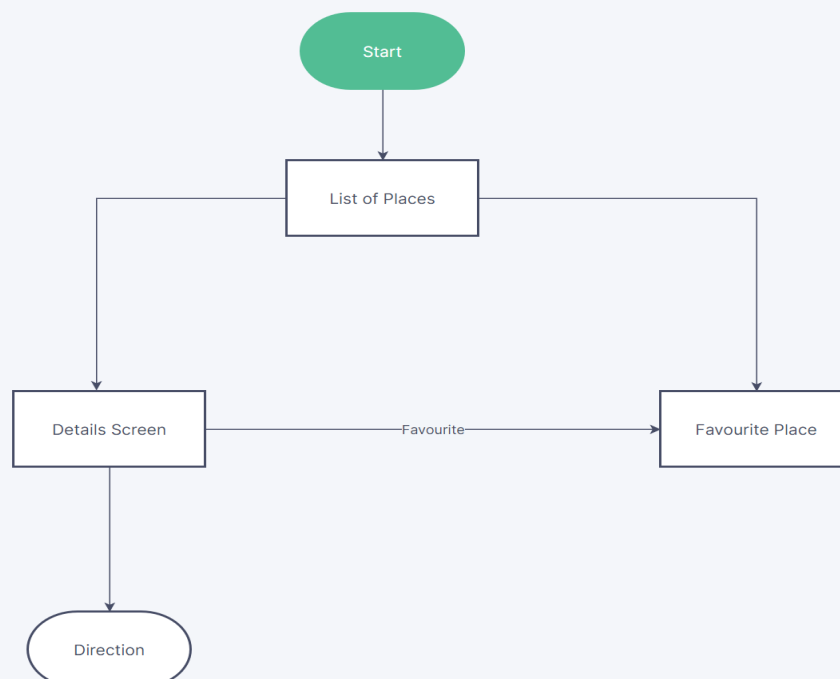 Start
List of Places
Details Screen
Favourite
Favourite Place
Direction